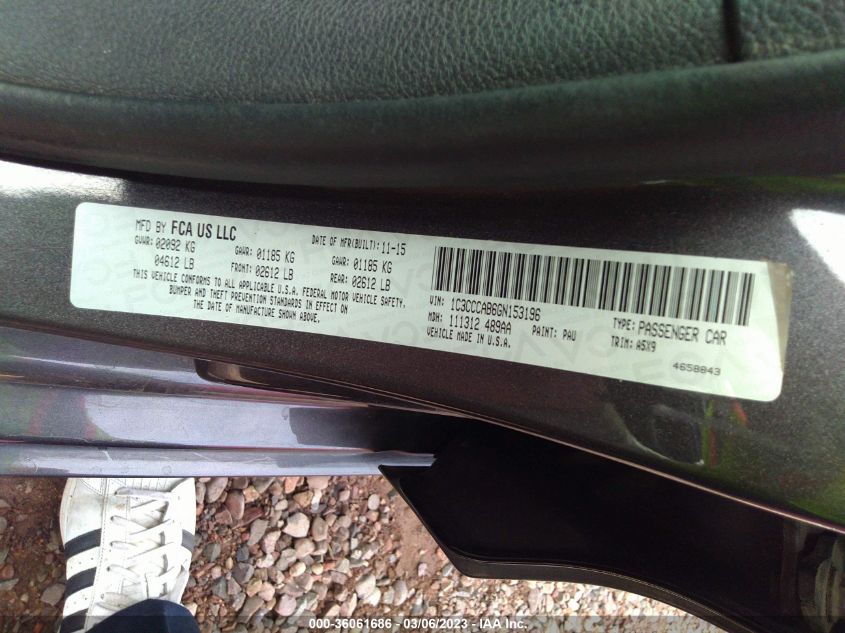 MFD BY FCA US LLC
DATE OF MFR(BUILT): 11-15
GVWR: 02092 KG
04612 LB
GAWR: 01185 KG
FRONT: 02612 LB
GAWR: 01185 KG
REAR: 02612 LB
THIS VEHICLE CONFORMS TO ALL APPLICABLE U.S.A. FEDERAL MOTOR VEHICLE SAFETY,
BUMPER AND THEFT PREVENTION STANDARDS IN EFFECT ON
THE DATE OF MANUFACTURE SHOWN ABOVE.
VIN: 1C3CCCAB6GN153196
MDH: 111312 489AA
PAINT: PAU
VEHICLE MADE IN U.S.A.
TYPE: PASSENGER CAR
TRIM: A5X9
4658843
000-36061686 - 03/06/2023 - IAA Inc.